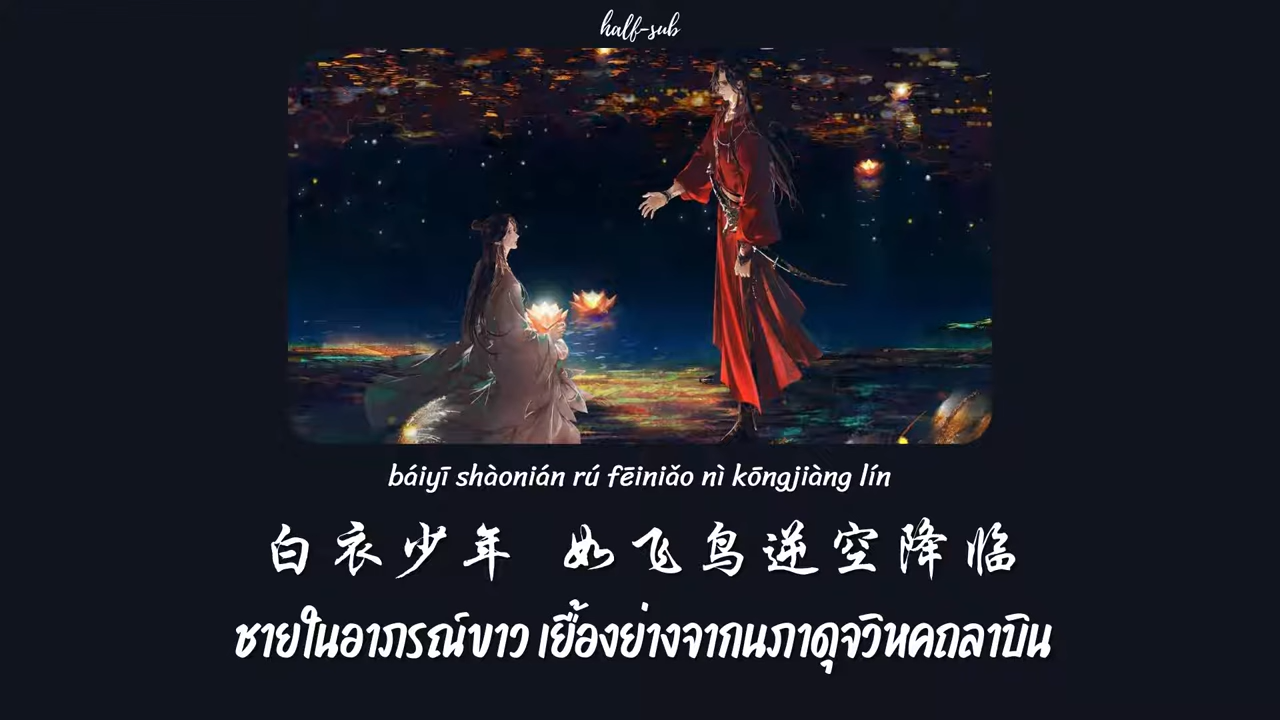 half-sub
báiyī shàonián rú fēiniǎo nì kōngjiàng lín
白衣少年 如飞鸟逆空降临
ชายในอาภรณ์ขาว เยื้องย่างจากนภาดุจวิหคถลาบิน